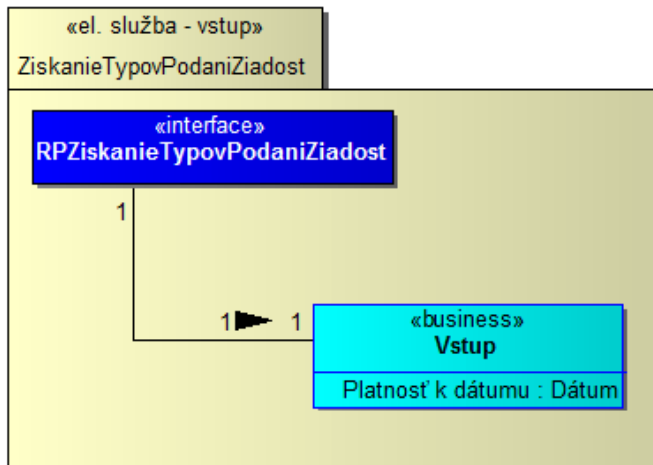 «el. služba - vstup»
ZiskanieTypovPodaniZiadost
«interface»
RPZiskanieTypovPodaniZiadost
1
1 1
«business»
Vstup
Platnosť k dátumu : Dátum